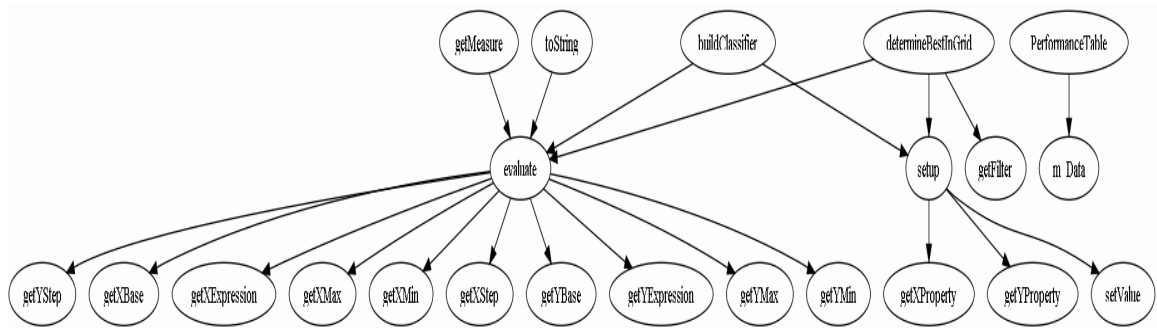 getMeasure toString buildClassifier determineBestInGrid PerformanceTable
evaluate setup getFilter m_Data
getYStep getXBase getXExpression getXMax getXMin getXStep getYBase getYExpression getYMax getYMin getXProperty getYProperty setValue